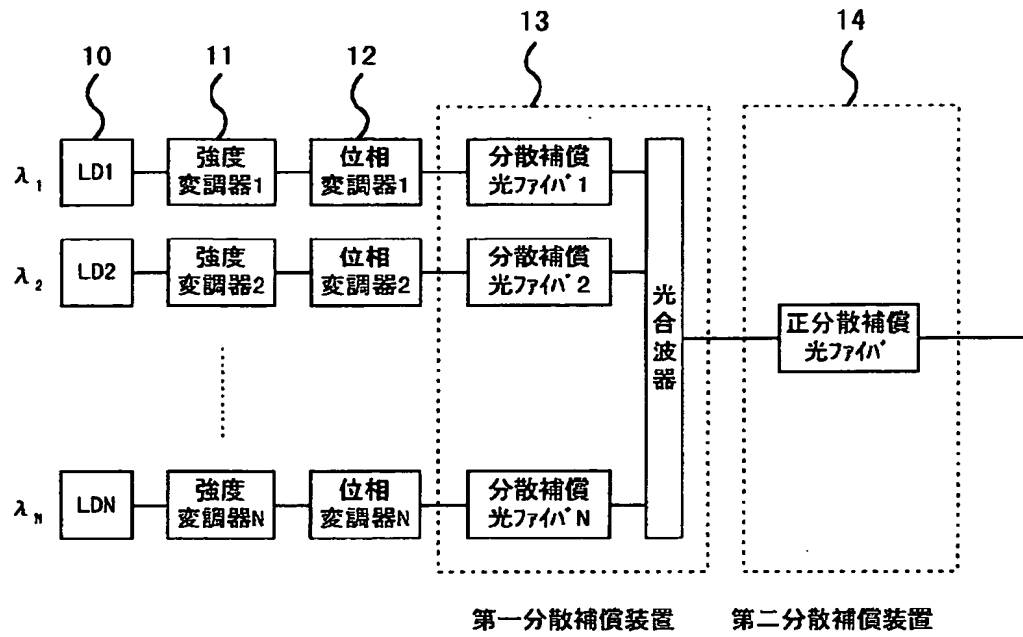 10 11 12 13 14
λ1 LD1 強度 変調器1 位相 変調器1 分散補償 光ファイバ1
λ2 LD2 強度 変調器2 位相 変調器2 分散補償 光ファイバ2
光合波器
正分散補償
光ファイバ
λN LDN 強度 変調器N 位相 変調器N 分散補償 光ファイバN
第一分散補償装置 第二分散補償装置